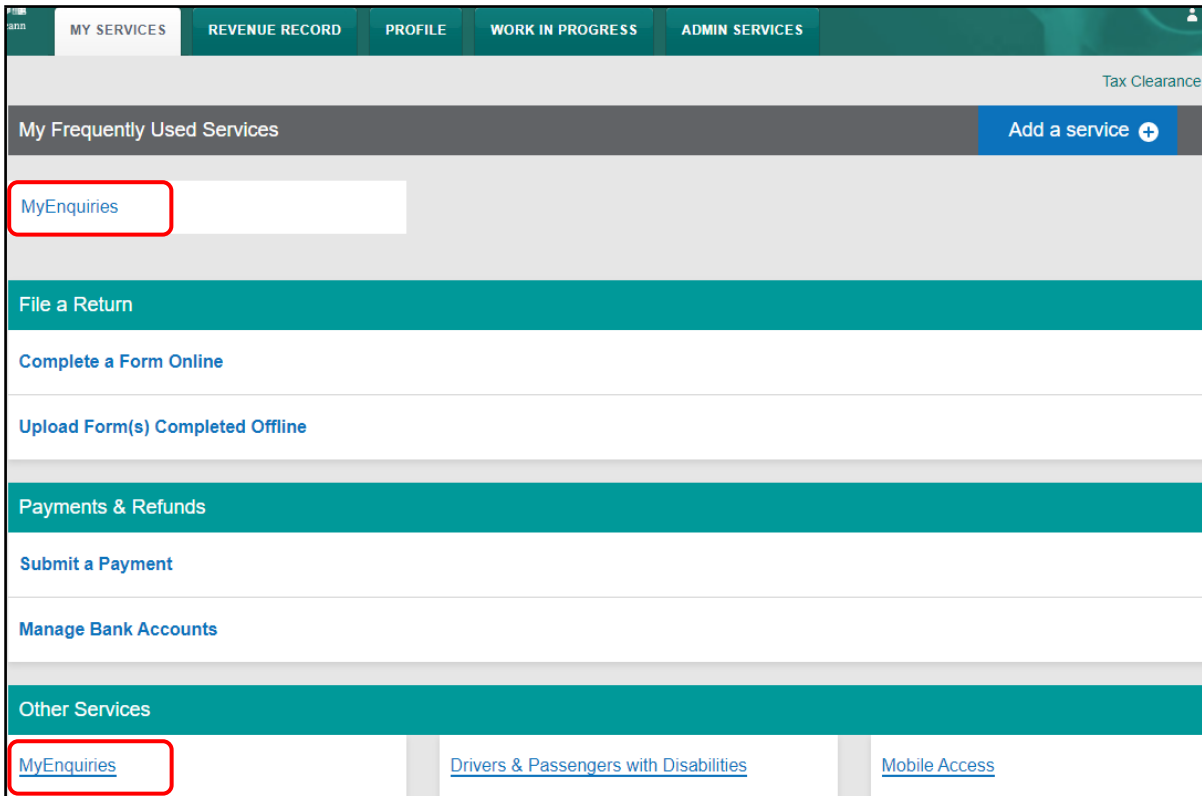 MY SERVICES REVENUE RECORD PROFILE WORK IN PROGRESS ADMIN SERVICES
Tax Clearance
My Frequently Used Services Add a service
MyEnquiries
File a Return
Complete a Form Online
Upload Form(s) Completed Offline
Payments & Refunds
Submit a Payment
Manage Bank Accounts
Other Services
MyEnquiries Drivers & Passengers with Disabilities Mobile Access